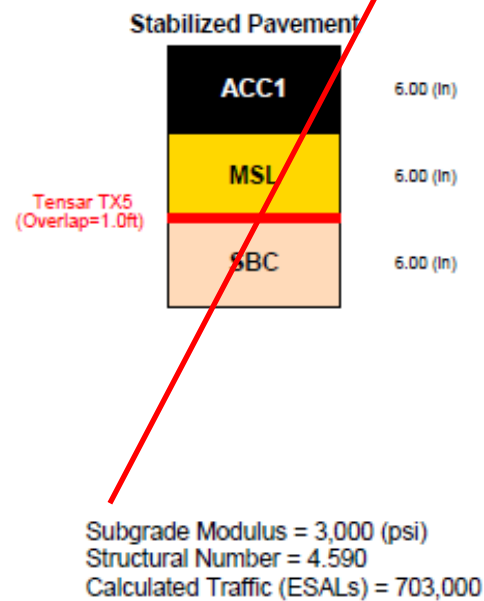 Stabilized Pavement
ACC1
6.00 (in)
MSL
6.00 (in)
Tensar TX5
(Overlap=1.0ft)
SBC
6.00 (in)
Subgrade Modulus = 3,000 (psi)
Structural Number = 4.590
Calculated Traffic (ESALs) = 703,000